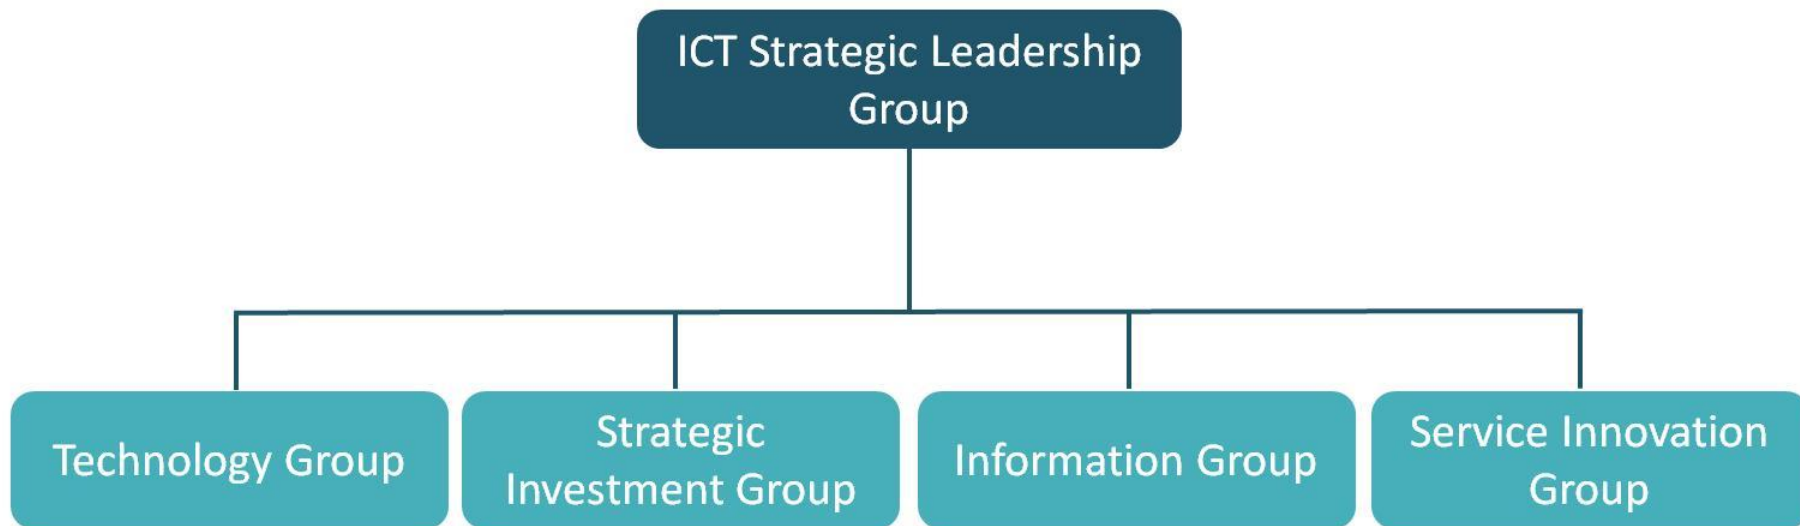 ICT Strategic Leadership
Group
Technology Group
Strategic
Investment Group
Information Group
Service Innovation
Group